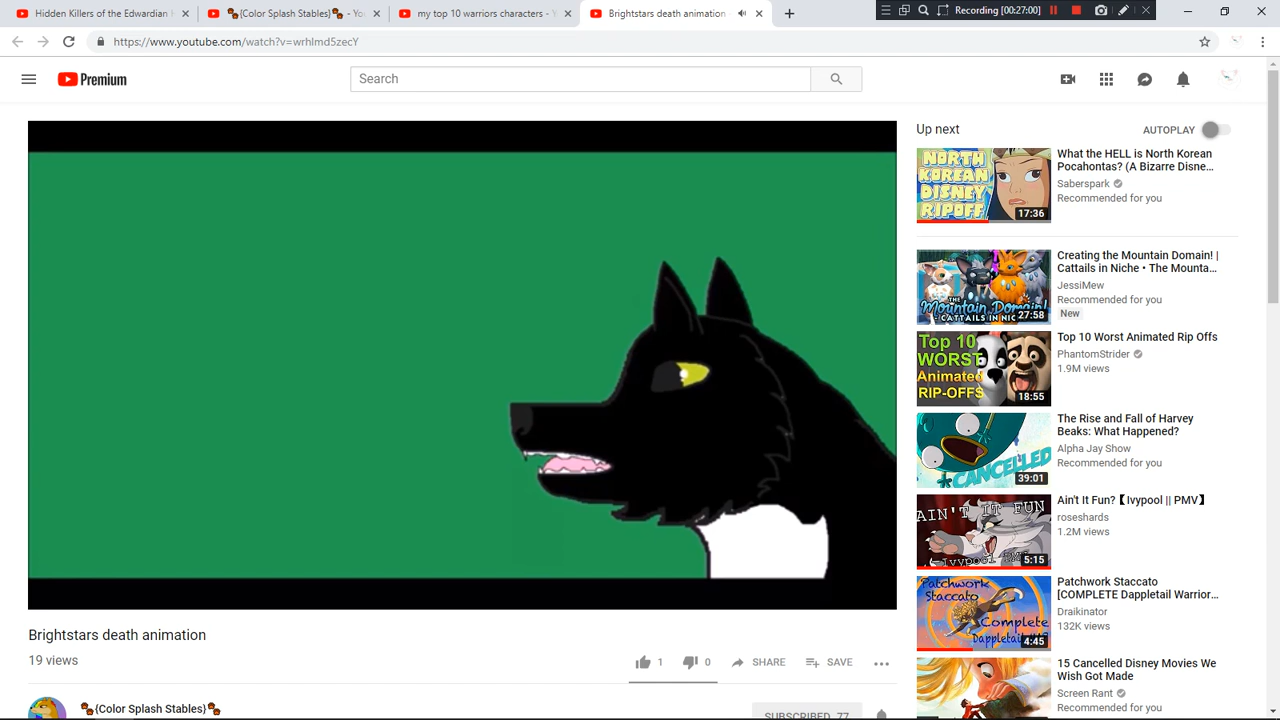 Hidden Killers of the Edwardian H
{Color Splash Stables}
Brightstars death animation
Recording [00:27:00]
https://www.youtube.com/watch?v=wrhlmd5zecY
Premium
Search
Up next
AUTOPLAY
NORTH
KOREAN
DISNEY
RIPOFF
17:36
What the HELL is North Korean
Pocahontas? (A Bizarre Disne...
Saberspark
Recommended for you
THE
Mountain Domain!
CATTAILS IN NIC
27:58
Creating the Mountain Domain! |
Cattails in Niche • The Mounta...
JessiMew
Recommended for you
New
Top 10
WORST
Animated
RIP-OFFS
18:55
Top 10 Worst Animated Rip Offs
PhantomStrider
1.9M views
CANCELLED
39:01
The Rise and Fall of Harvey
Beaks: What Happened?
Alpha Jay Show
Recommended for you
AIN'T IT FUN
Ivypool PMV
5:15
Ain't It Fun?【Ivypool || PMV】
roseshards
1.2M views
Patchwork
Staccato
Complete
Dappletail
4:45
Patchwork Staccato
[COMPLETE Dappletail Warrior...
Draikinator
132K views
15 Cancelled Disney Movies We
Wish Got Made
Screen Rant
Recommended for you
Brightstars death animation
19 views
1
0
SHARE
SAVE
{Color Splash Stables}
SUBSCRIBED 77